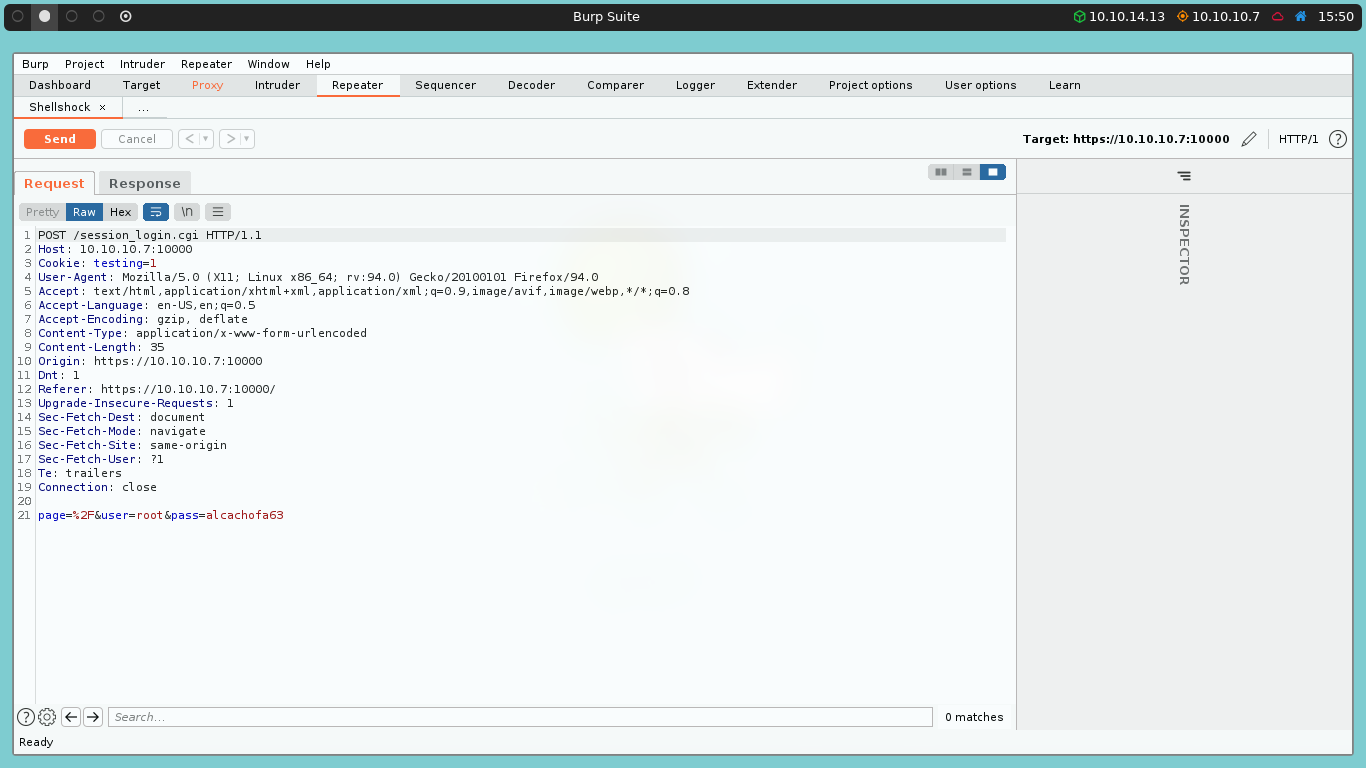 Burp Suite
10.10.14.13 10.10.10.7 15:50
Burp Project Intruder Repeater Window Help
Dashboard Target Proxy Intruder Repeater Sequencer Decoder Comparer Logger Extender Project options User options Learn
Shellshock × ...
Send Cancel < > Target: https://10.10.10.7:10000 HTTP/1 ?
Request Response
Pretty Raw Hex \n
INSPECTOR
1 POST /session_login.cgi HTTP/1.1
2 Host: 10.10.10.7:10000
3 Cookie: testing=1
4 User-Agent: Mozilla/5.0 (X11; Linux x86_64; rv:94.0) Gecko/20100101 Firefox/94.0
5 Accept: text/html,application/xhtml+xml,application/xml;q=0.9,image/avif,image/webp,*/*;q=0.8
6 Accept-Language: en-US,en;q=0.5
7 Accept-Encoding: gzip, deflate
8 Content-Type: application/x-www-form-urlencoded
9 Content-Length: 35
10 Origin: https://10.10.10.7:10000
11 Dnt: 1
12 Referer: https://10.10.10.7:10000/
13 Upgrade-Insecure-Requests: 1
14 Sec-Fetch-Dest: document
15 Sec-Fetch-Mode: navigate
16 Sec-Fetch-Site: same-origin
17 Sec-Fetch-User: ?1
18 Te: trailers
19 Connection: close
20
21 page=%2F&user=root&pass=alcachofa63
? Search... 0 matches
Ready